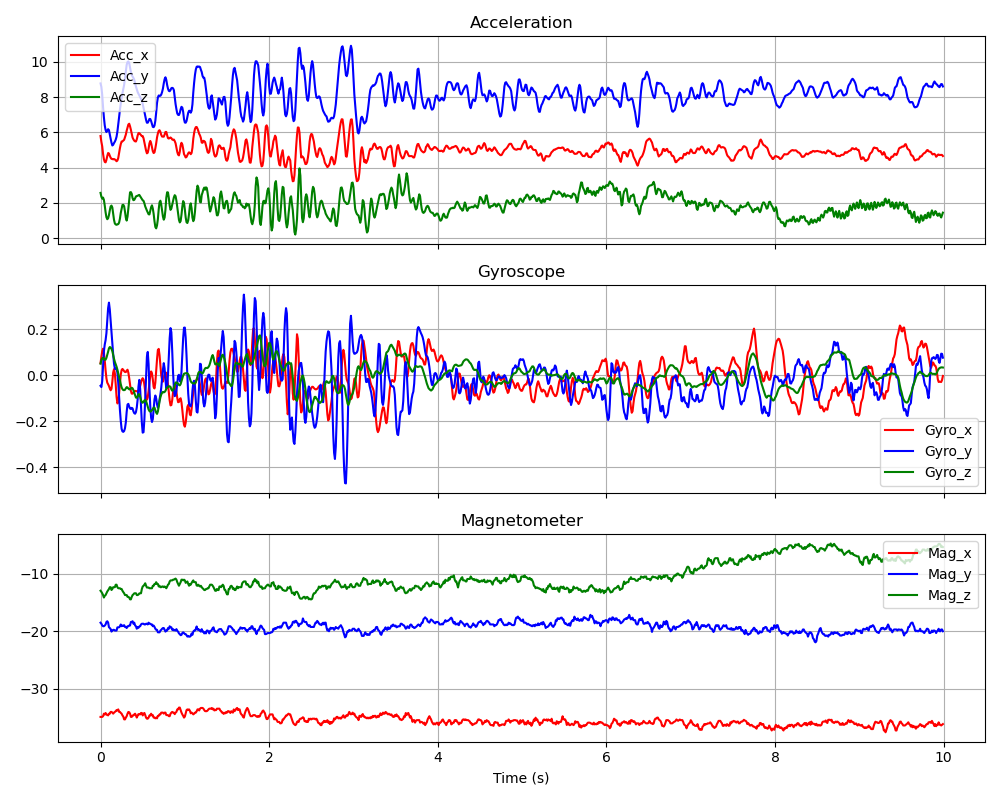 Acceleration
10
8
6
4
2
0
Acc_x
Acc_y
Acc_z
Gyroscope
0.2
0.0
−0.2
−0.4
Gyro_x
Gyro_y
Gyro_z
Magnetometer
−10
−20
−30
Mag_x
Mag_y
Mag_z
0 2 4 6 8 10
Time (s)